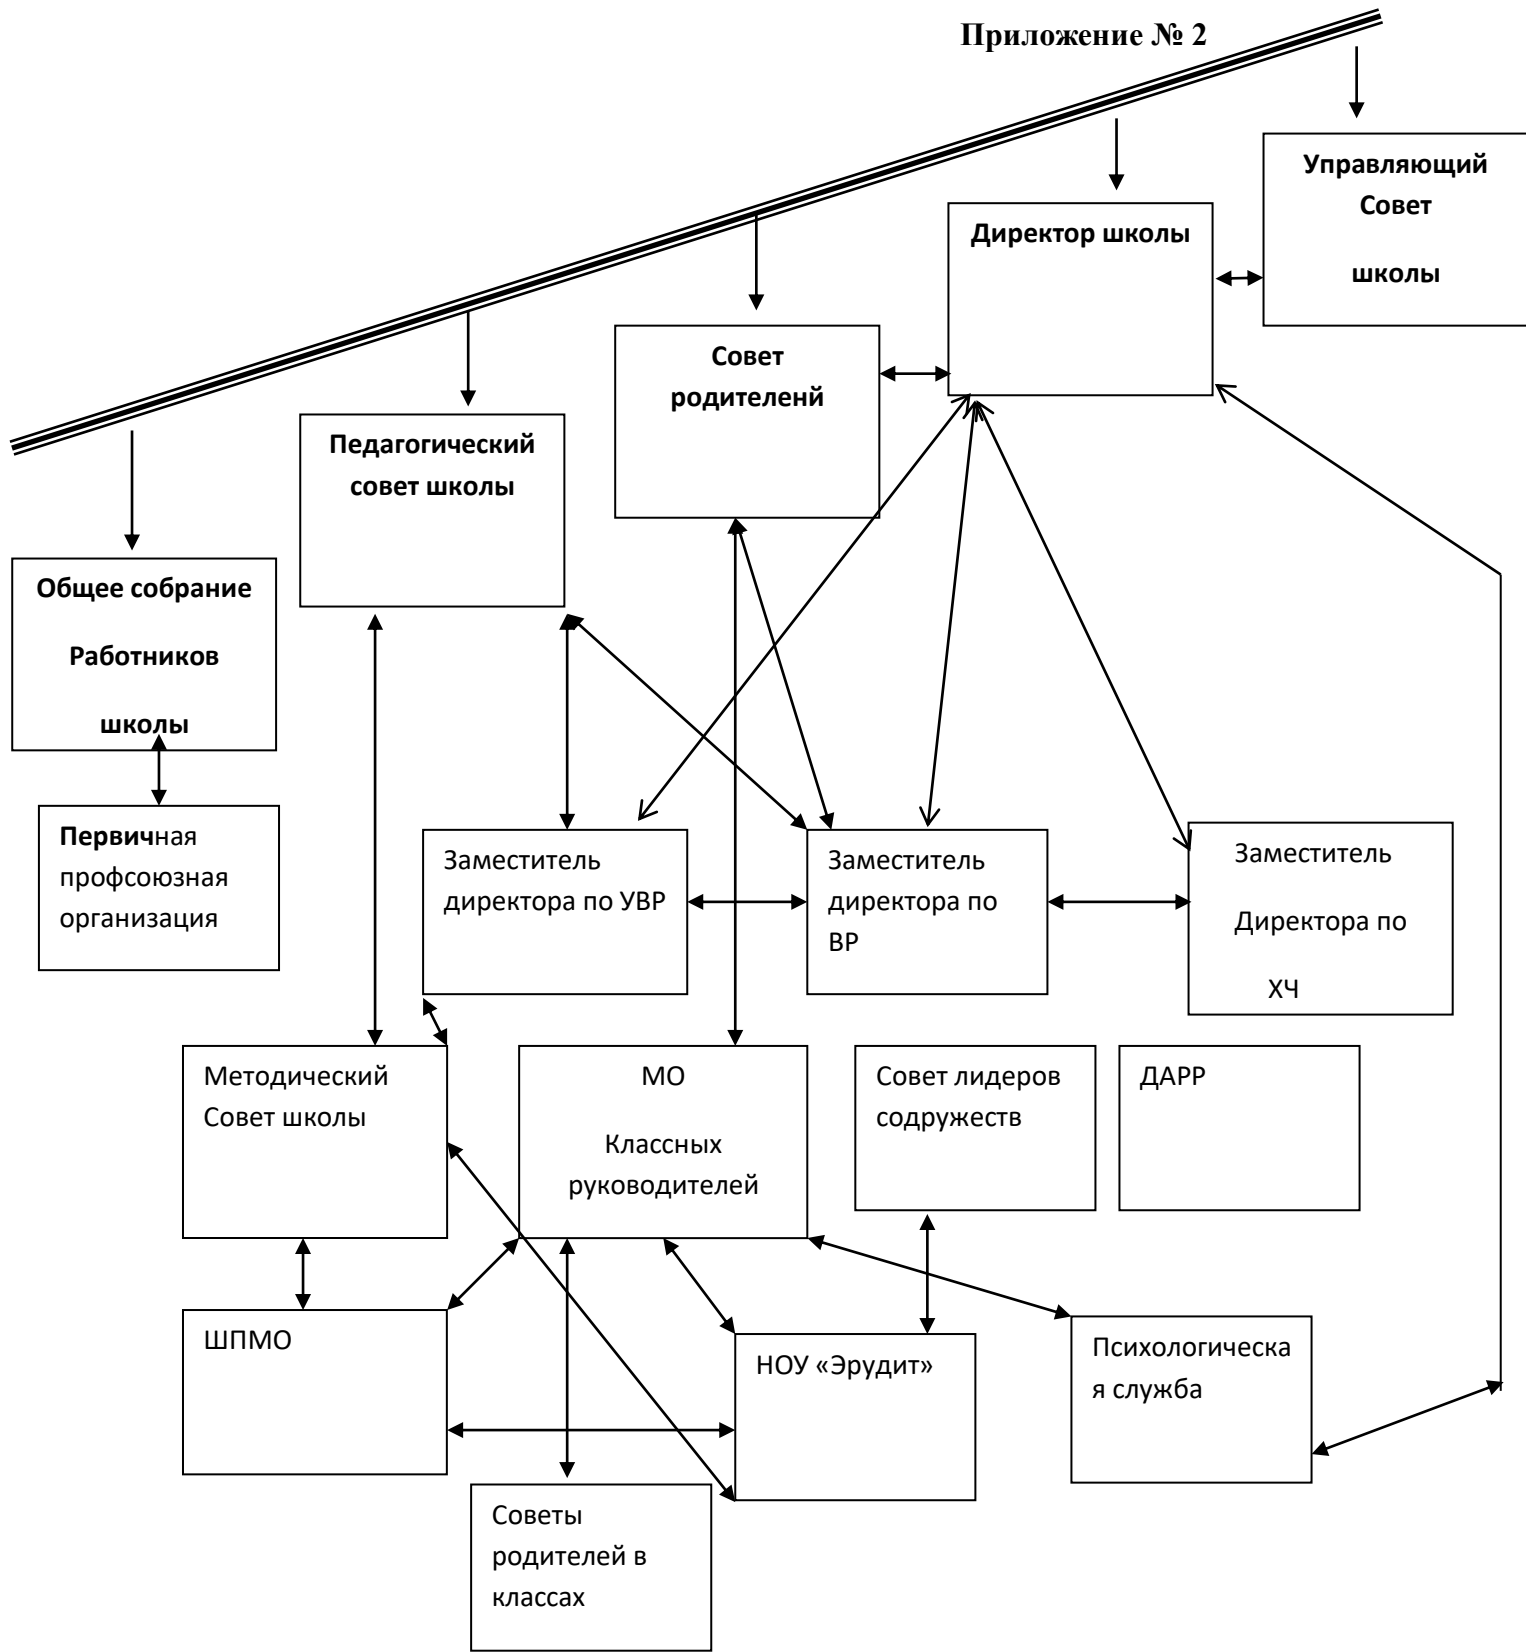 Приложение № 2
Управляющий
Совет
школы
Директор школы
Совет
родителенй
Педагогический
совет школы
Общее собрание
Работников
школы
Первичная
профсоюзная
организация
Заместитель
директора по УВР
Заместитель
директора по
ВР
Заместитель
Директора по
ХЧ
Методический
Совет школы
МО
Классных
руководителей
Совет лидеров
содружеств
ДАРР
ШПМО
НОУ «Эрудит»
Психологическа
я служба
Советы
родителей в
классах